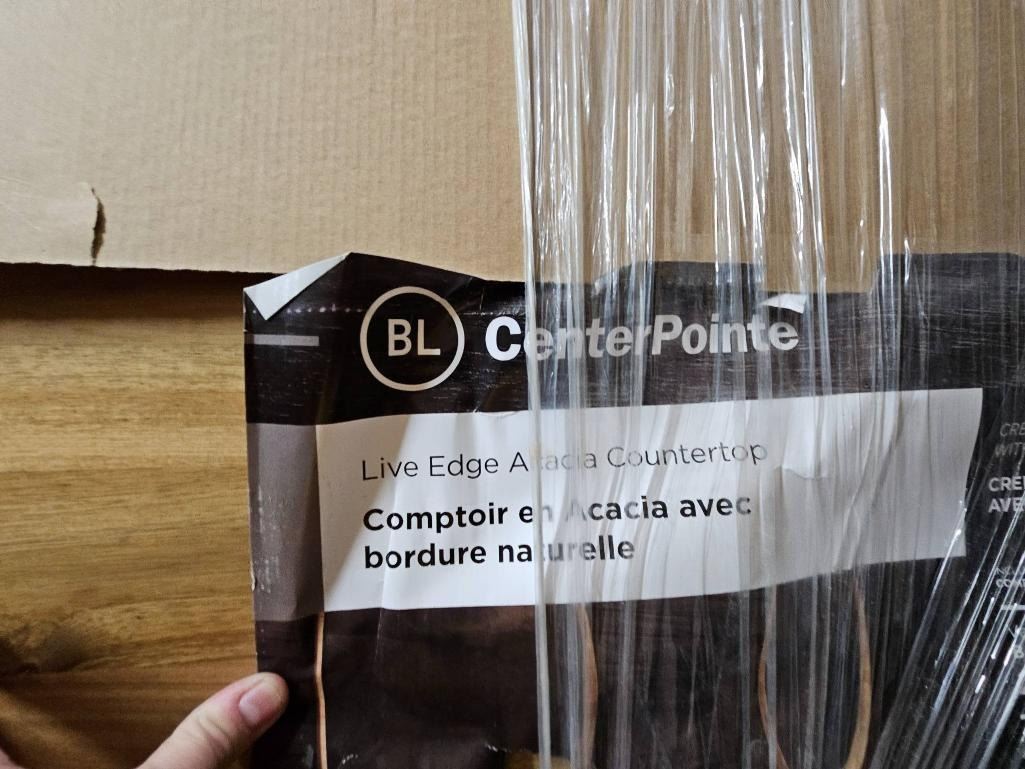 BL CenterPointe
Live Edge Acacia Countertop
Comptoir en Acacia avec
bordure naturelle